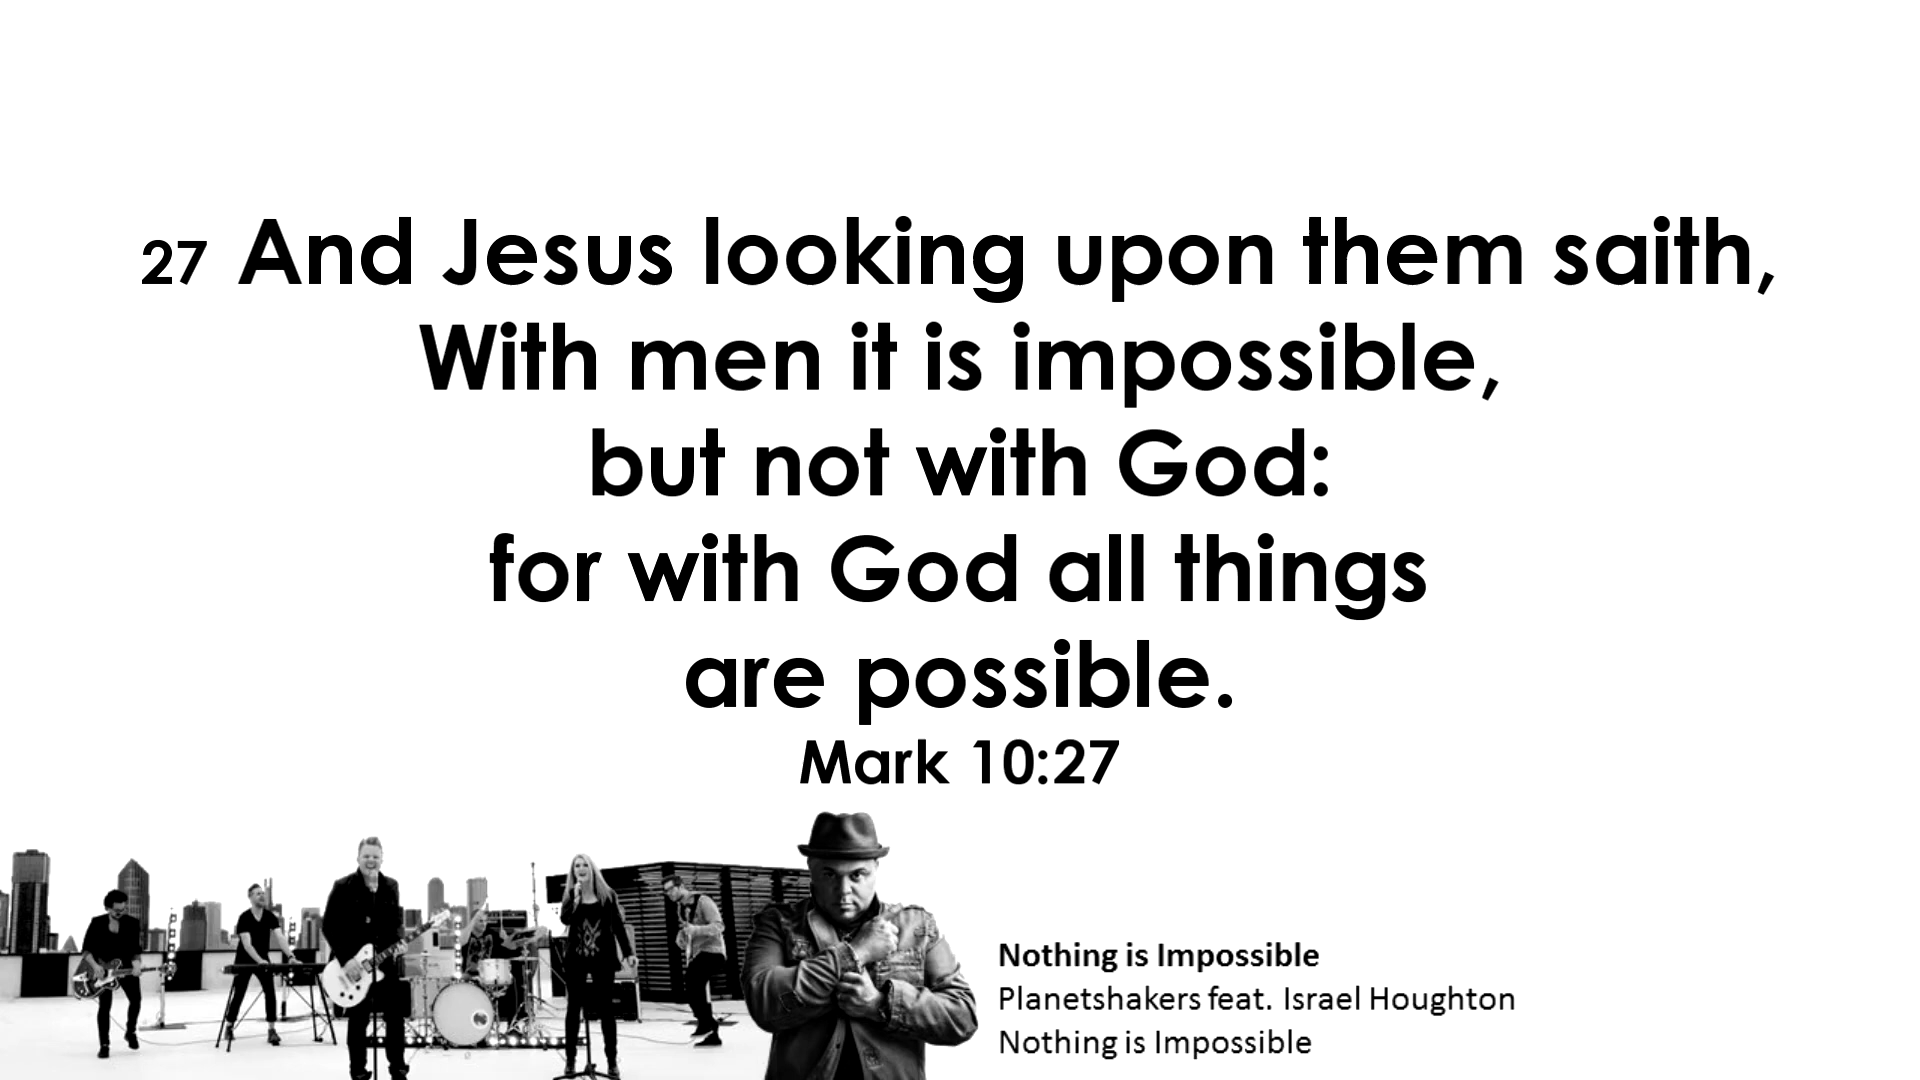 27 And Jesus looking upon them saith,
With men it is impossible,
but not with God:
for with God all things
are possible.
Mark 10:27
Nothing is Impossible
Planetshakers feat. Israel Houghton
Nothing is Impossible